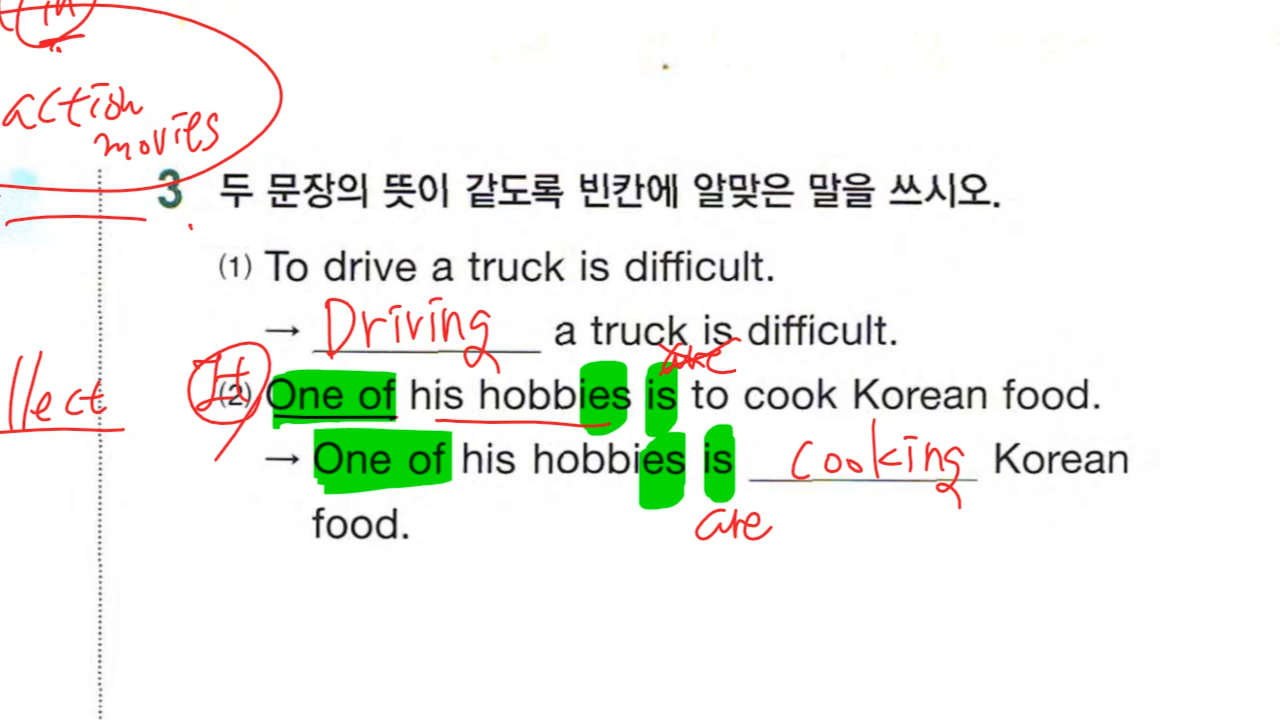 in
action
movies
3 두 문장의 뜻이 같도록 빈칸에 알맞은 말을 쓰시오.
(1) To drive a truck is difficult.
→ Driving a truck is difficult.
are
It
(2) One of his hobbies is to cook Korean food.
llect
→ One of his hobbies is cooking Korean
are
food.